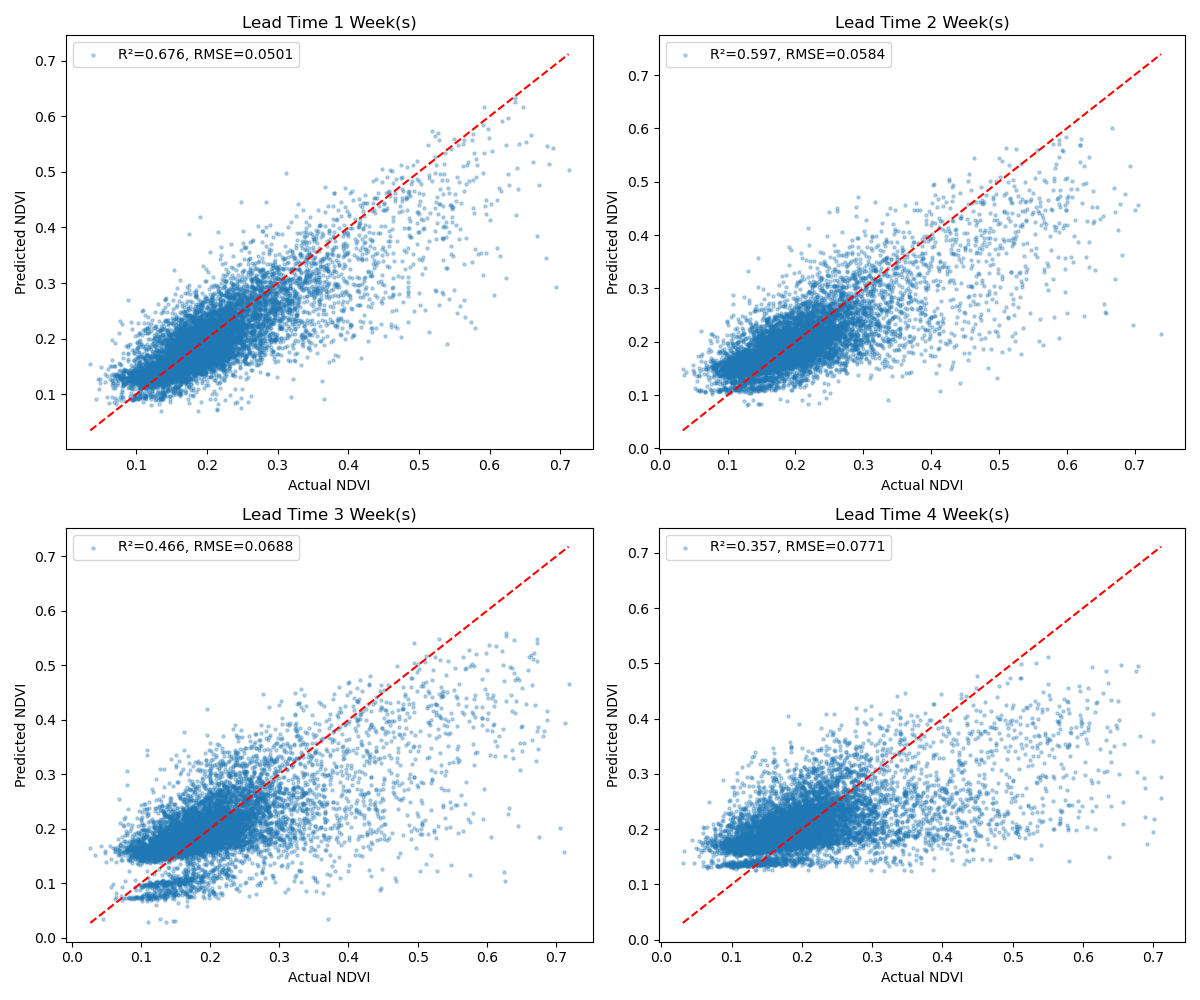 Lead Time 1 Week(s)
R²=0.676, RMSE=0.0501
Predicted NDVI
0.7
0.6
0.5
0.4
0.3
0.2
0.1
0.1 0.2 0.3 0.4 0.5 0.6 0.7
Actual NDVI
Lead Time 2 Week(s)
R²=0.597, RMSE=0.0584
Predicted NDVI
0.7
0.6
0.5
0.4
0.3
0.2
0.1
0.0
0.0 0.1 0.2 0.3 0.4 0.5 0.6 0.7
Actual NDVI
Lead Time 3 Week(s)
R²=0.466, RMSE=0.0688
Predicted NDVI
0.7
0.6
0.5
0.4
0.3
0.2
0.1
0.0
0.0 0.1 0.2 0.3 0.4 0.5 0.6 0.7
Actual NDVI
Lead Time 4 Week(s)
R²=0.357, RMSE=0.0771
Predicted NDVI
0.7
0.6
0.5
0.4
0.3
0.2
0.1
0.0
0.0 0.1 0.2 0.3 0.4 0.5 0.6 0.7
Actual NDVI